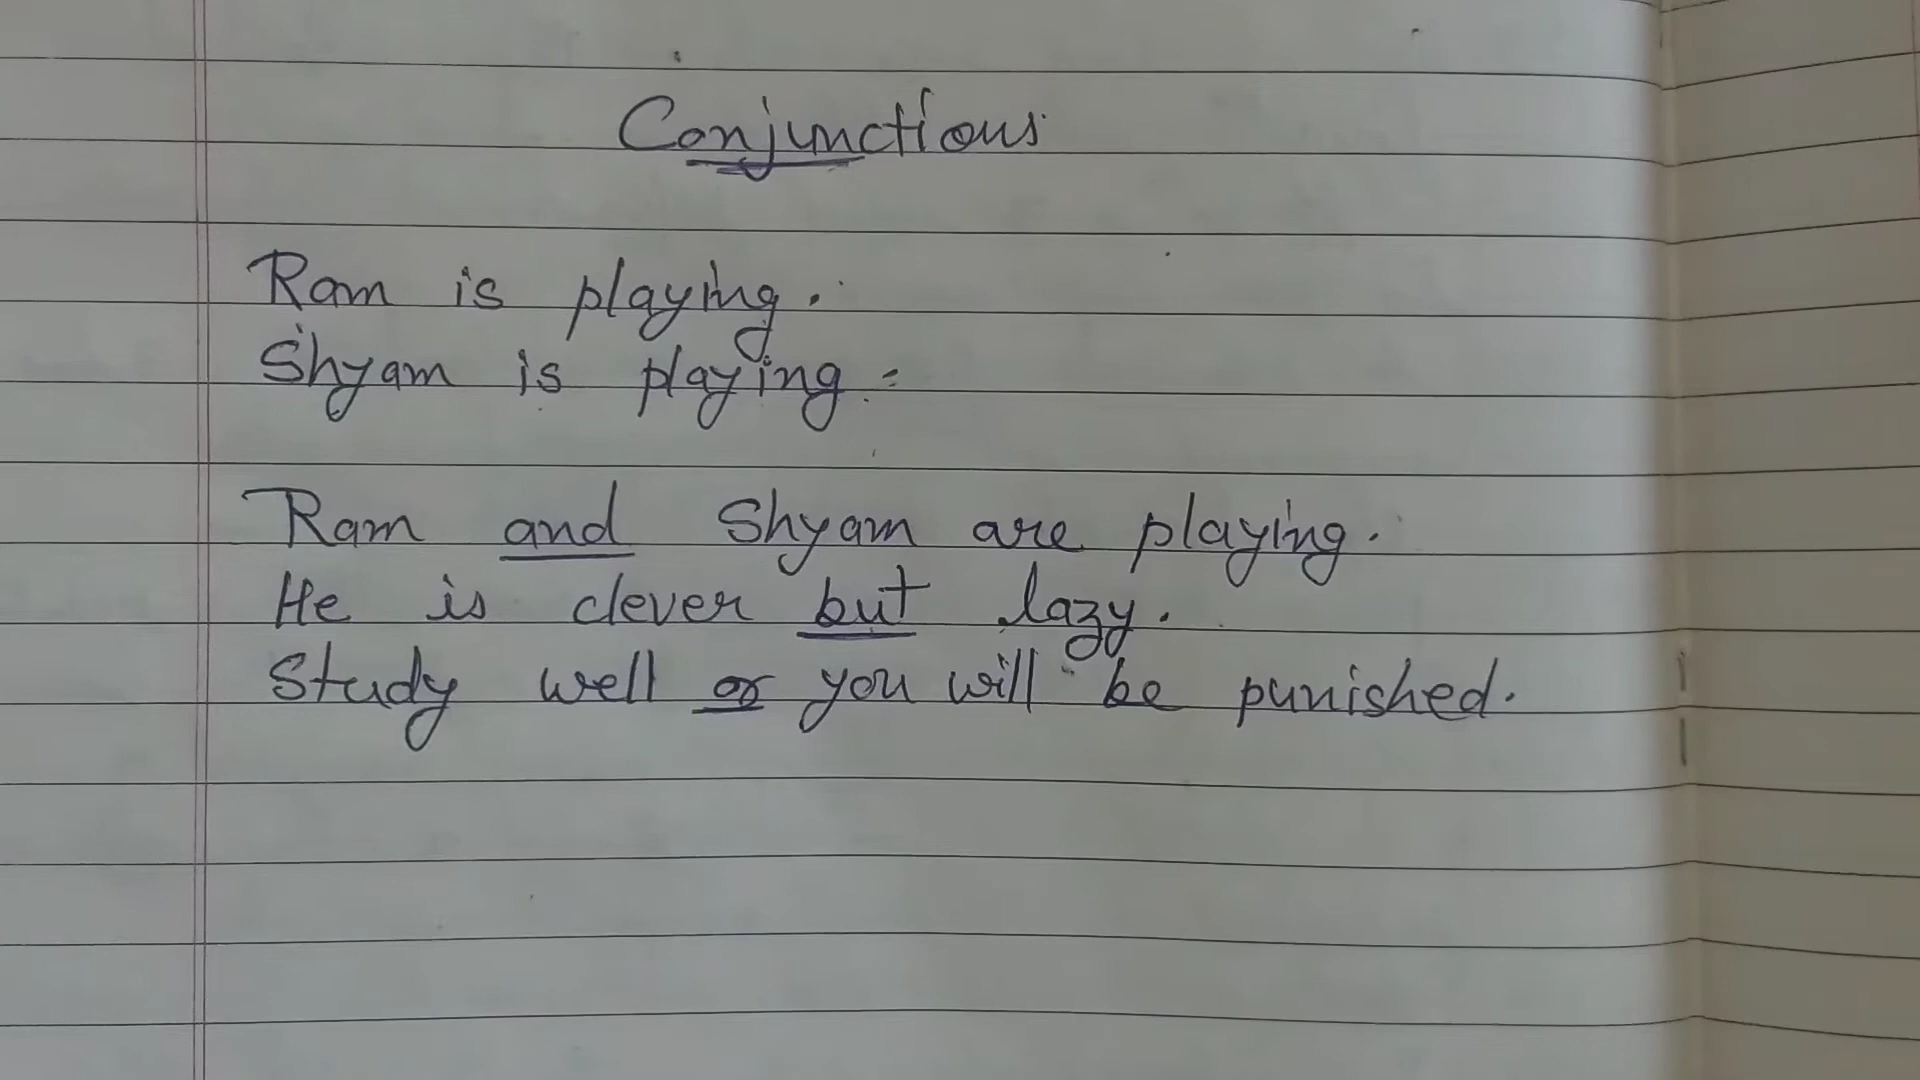 Conjunctions
Ram is playing.
Shyam is playing.
Ram and Shyam are playing.
He is clever but lazy.
Study well or you will be punished.